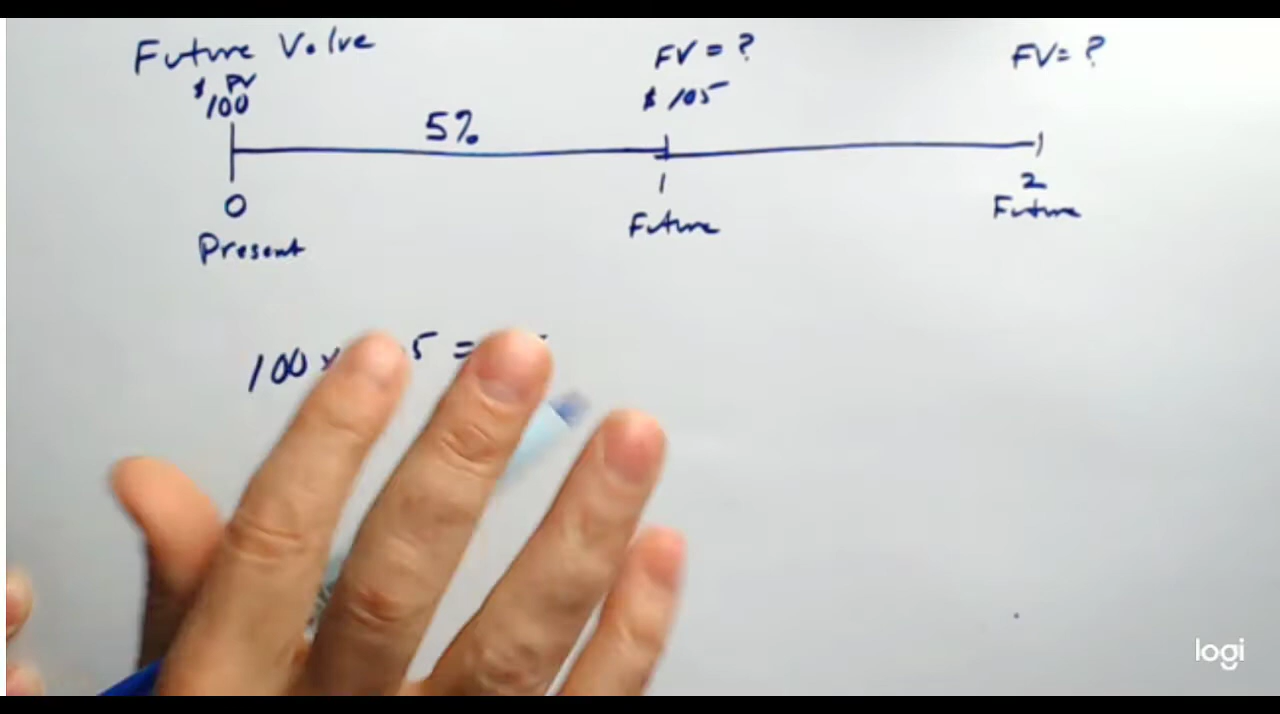 Future Value
FV = ?
FV = ?
PV
$100
$ 105
5%
0
1
2
Present
Future
Future
100 x
5 =
logi